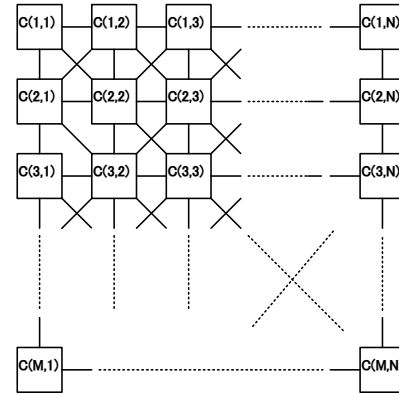 C(1,1) C(1,2) C(1,3) C(1,N)
C(2,1) C(2,2) C(2,3) C(2,N)
C(3,1) C(3,2) C(3,3) C(3,N)
C(M,1) C(M,N